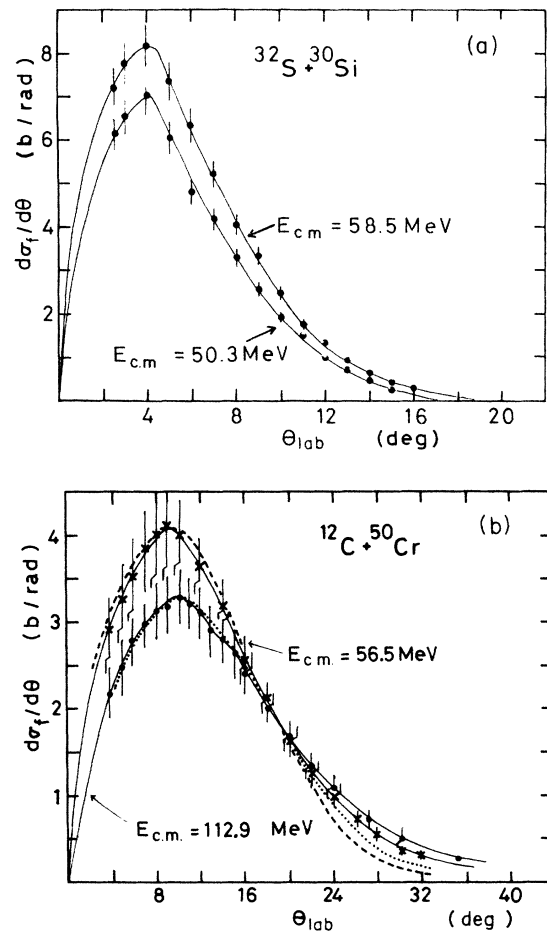 (a)
³²S + ³⁰Si
dσf/dθ (b/rad)
8
6
4
2
E c.m = 58.5 MeV
E c.m = 50.3 MeV
4 8 12 16 20
θlab (deg)
(b)
¹²C + ⁵⁰Cr
dσf/dθ (b/rad)
4
3
2
1
E c.m. = 56.5 MeV
E c.m. = 112.9 MeV
8 16 24 32 40
θlab (deg)